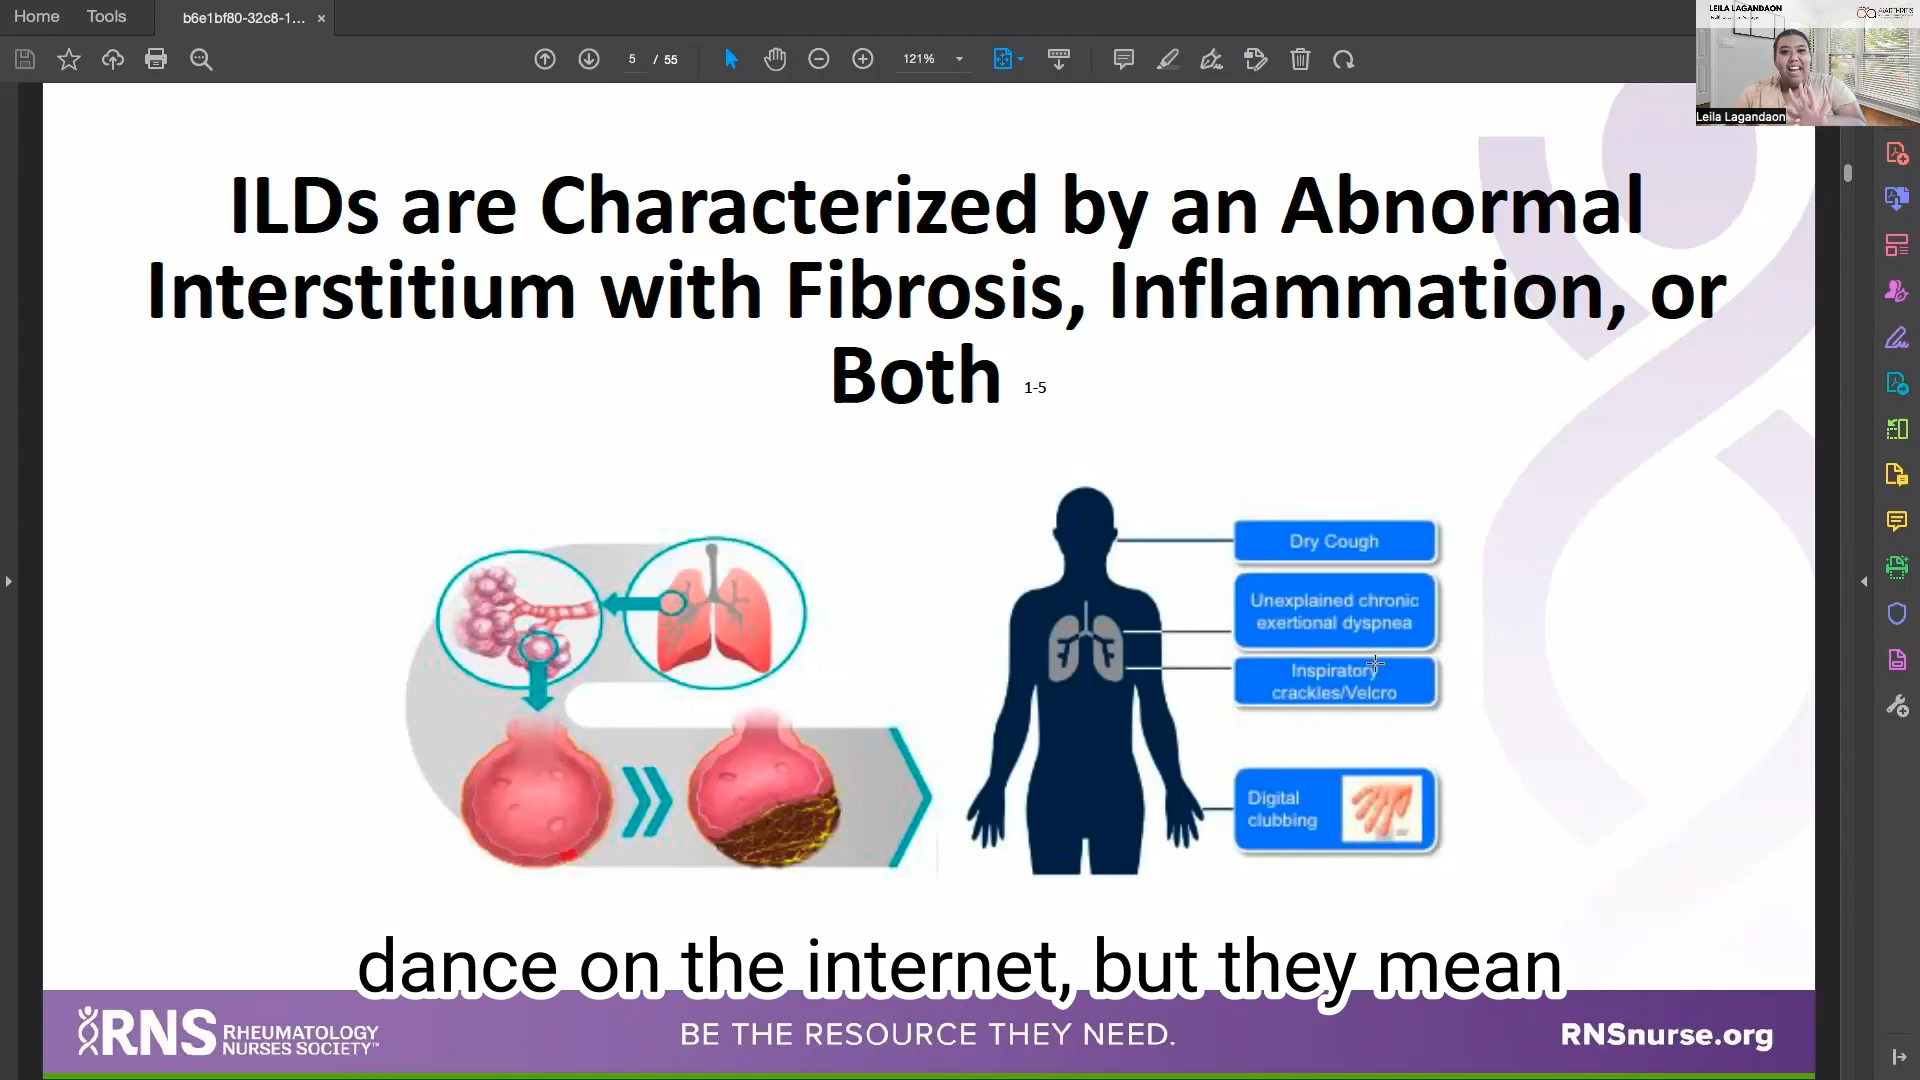 Home
Tools
b6e1bf80-32c8-1...
×
5 / 55
121%
LEILA LAGANDAON
Leila Lagandaon
ILDs are Characterized by an Abnormal
Interstitium with Fibrosis, Inflammation, or
Both 1-5
Dry Cough
Unexplained chronic
exertional dyspnea
Inspiratory
crackles/Velcro
Digital
clubbing
dance on the internet, but they mean
RNS RHEUMATOLOGY
NURSES SOCIETY™
BE THE RESOURCE THEY NEED.
RNSnurse.org